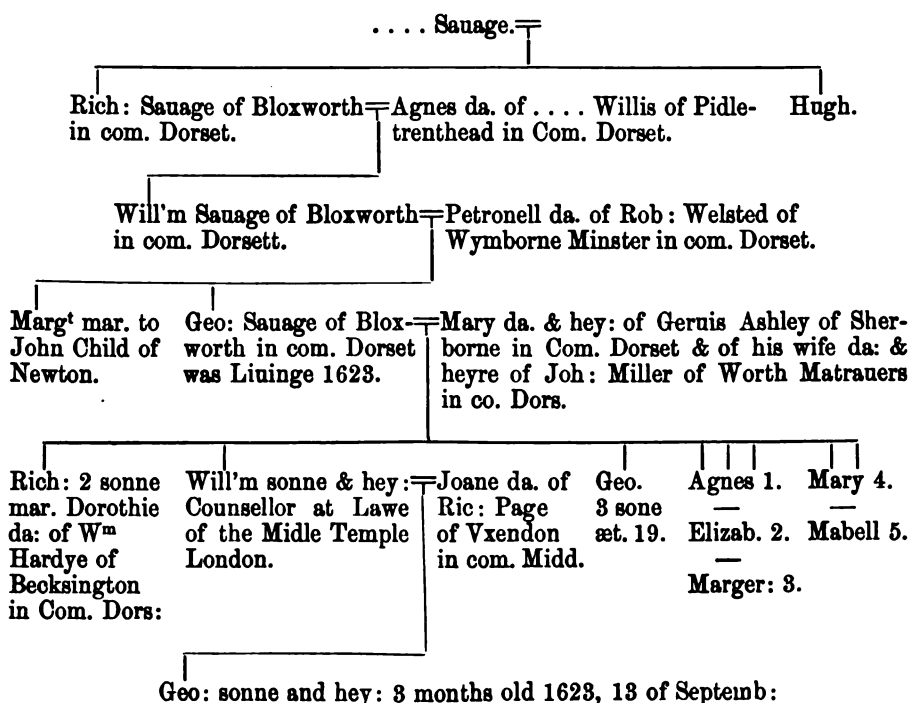 .... Sauage.
Rich: Sauage of Bloxworth
in com. Dorset.
Agnes da. of .... Willis of Pidle-
trenthead in Com. Dorset.
Hugh.
Will'm Sauage of Bloxworth
in com. Dorsett.
Petronell da. of Rob: Welsted of
Wymborne Minster in com. Dorset.
Margᵗ mar. to
John Child of
Newton.
Geo: Sauage of Blox-
worth in com. Dorset
was Liuinge 1623.
Mary da. & hey: of Geruis Ashley of Sher-
borne in Com. Dorset & of his wife da: &
heyre of Joh: Miller of Worth Matrauers
in co. Dors.
Rich: 2 sonne
mar. Dorothie
da: of Wᵐ
Hardye of
Becksington
in Com. Dors:
Will'm sonne & hey:
Counsellor at Lawe
of the Midle Temple
London.
Joane da. of
Ric: Page
of Vxendon
in com. Midd.
Geo.
3 sone
æt. 19.
Agnes 1.
—
Elizab. 2.
—
Marger: 3.
Mary 4.
—
Mabell 5.
Geo: sonne and hey: 3 months old 1623, 13 of Septemb: